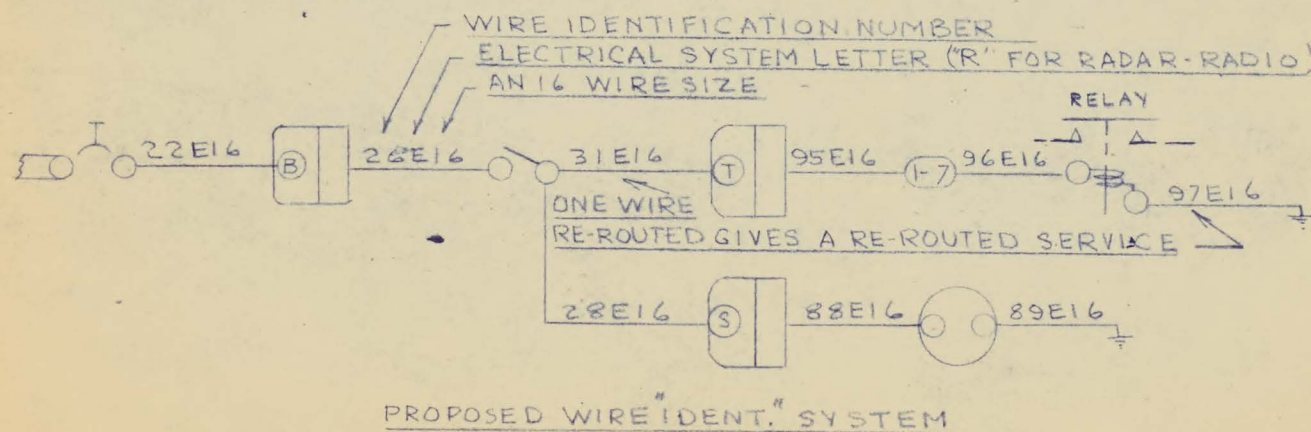 WIRE IDENTIFICATION NUMBER
ELECTRICAL SYSTEM LETTER ("R" FOR RADAR-RADIO)
AN 16 WIRE SIZE
RELAY
22E16
B
26E16
31E16
T
95E16
1-7
96E16
97E16
ONE WIRE
RE-ROUTED GIVES A RE-ROUTED SERVICE
28E16
S
88E16
89E16
PROPOSED WIRE "IDENT." SYSTEM